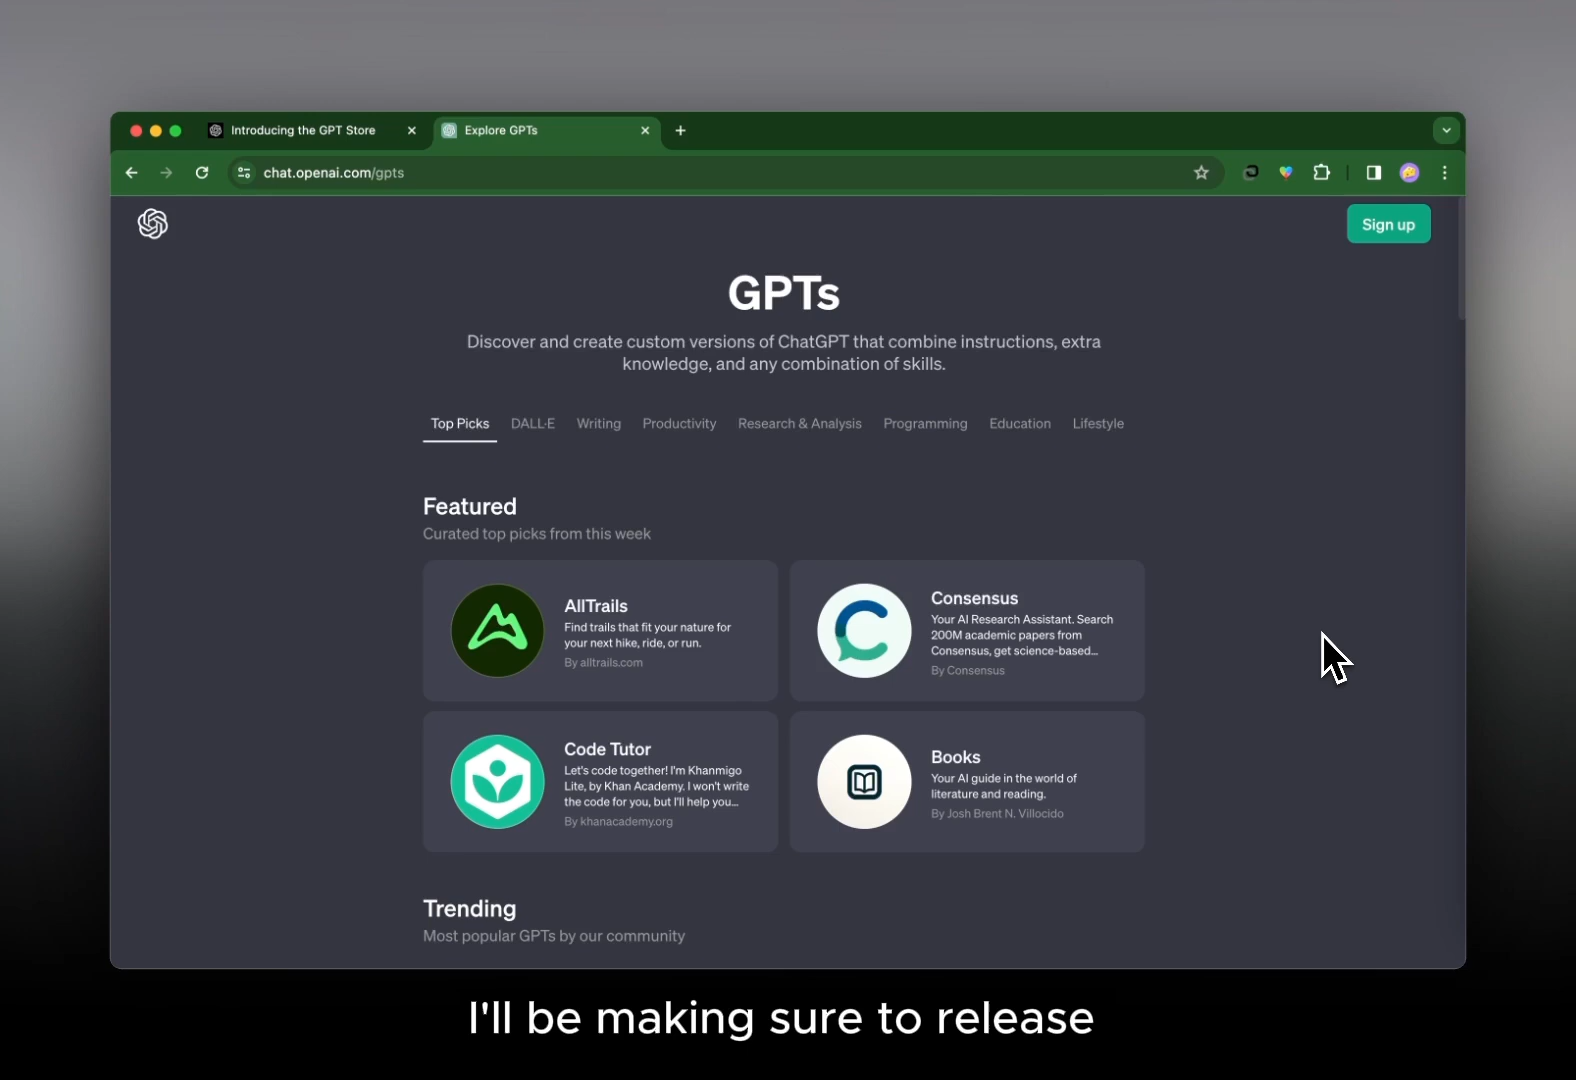 Introducing the GPT Store
Explore GPTs
chat.openai.com/gpts
Sign up
GPTs
Discover and create custom versions of ChatGPT that combine instructions, extra
knowledge, and any combination of skills.
Top Picks DALL·E Writing Productivity Research & Analysis Programming Education Lifestyle
Featured
Curated top picks from this week
AllTrails
Find trails that fit your nature for
your next hike, ride, or run.
By alltrails.com
Consensus
Your AI Research Assistant. Search
200M academic papers from
Consensus, get science-based...
By Consensus
Code Tutor
Let's code together! I'm Khanmigo
Lite, by Khan Academy. I won't write
the code for you, but I'll help you...
By khanacademy.org
Books
Your AI guide in the world of
literature and reading.
By Josh Brent N. Villocido
Trending
Most popular GPTs by our community
I'll be making sure to release